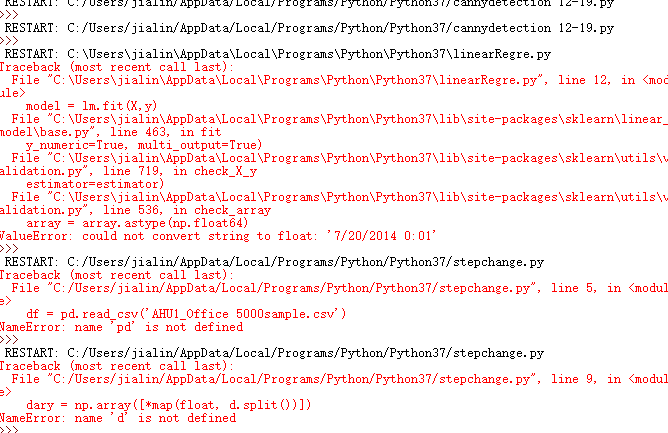 RESTART: C:/Users/jialin/AppData/Local/Programs/Python/Python37/cannydetection 12-19.py
>>>
RESTART: C:/Users/jialin/AppData/Local/Programs/Python/Python37/cannydetection 12-19.py
>>>
RESTART: C:\Users\jialin\AppData\Local\Programs\Python\Python37\linearRegre.py
Traceback (most recent call last):
File "C:\Users\jialin\AppData\Local\Programs\Python\Python37\linearRegre.py", line 12, in <mod
ule>
model = lm.fit(X,y)
File "C:\Users\jialin\AppData\Local\Programs\Python\Python37\lib\site-packages\sklearn\linear_
model\base.py", line 463, in fit
y_numeric=True, multi_output=True)
File "C:\Users\jialin\AppData\Local\Programs\Python\Python37\lib\site-packages\sklearn\utils\v
alidation.py", line 719, in check_X_y
estimator=estimator)
File "C:\Users\jialin\AppData\Local\Programs\Python\Python37\lib\site-packages\sklearn\utils\v
alidation.py", line 536, in check_array
array = array.astype(np.float64)
ValueError: could not convert string to float: '7/20/2014 0:01'
>>>
RESTART: C:/Users/jialin/AppData/Local/Programs/Python/Python37/stepchange.py
Traceback (most recent call last):
File "C:/Users/jialin/AppData/Local/Programs/Python/Python37/stepchange.py", line 5, in <modul
e>
df = pd.read_csv('AHU1_Office 5000sample.csv')
NameError: name 'pd' is not defined
>>>
RESTART: C:/Users/jialin/AppData/Local/Programs/Python/Python37/stepchange.py
Traceback (most recent call last):
File "C:/Users/jialin/AppData/Local/Programs/Python/Python37/stepchange.py", line 9, in <modul
e>
dary = np.array([*map(float, d.split())])
NameError: name 'd' is not defined
>>>